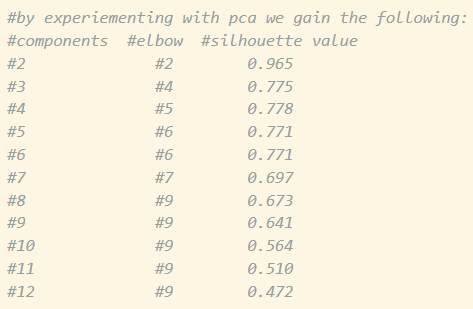 #by experiementing with pca we gain the following:
#components #elbow #silhouette value
#2 #2 0.965
#3 #4 0.775
#4 #5 0.778
#5 #6 0.771
#6 #6 0.771
#7 #7 0.697
#8 #9 0.673
#9 #9 0.641
#10 #9 0.564
#11 #9 0.510
#12 #9 0.472